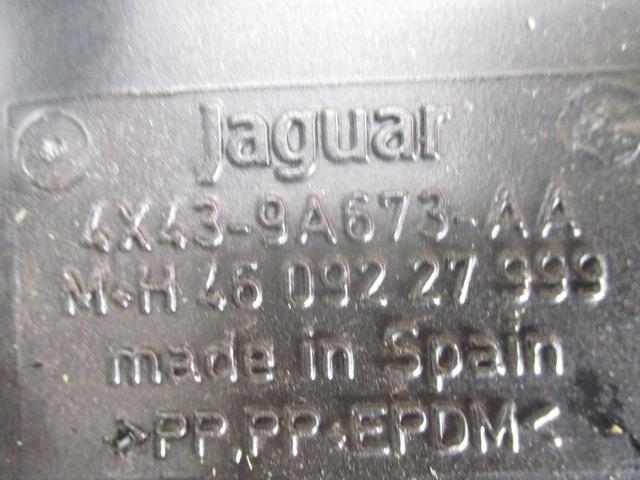 Jaguar
4X43-9A673-AA
M+H 46 092 27 999
made in Spain
>PP,PP+EPDM<